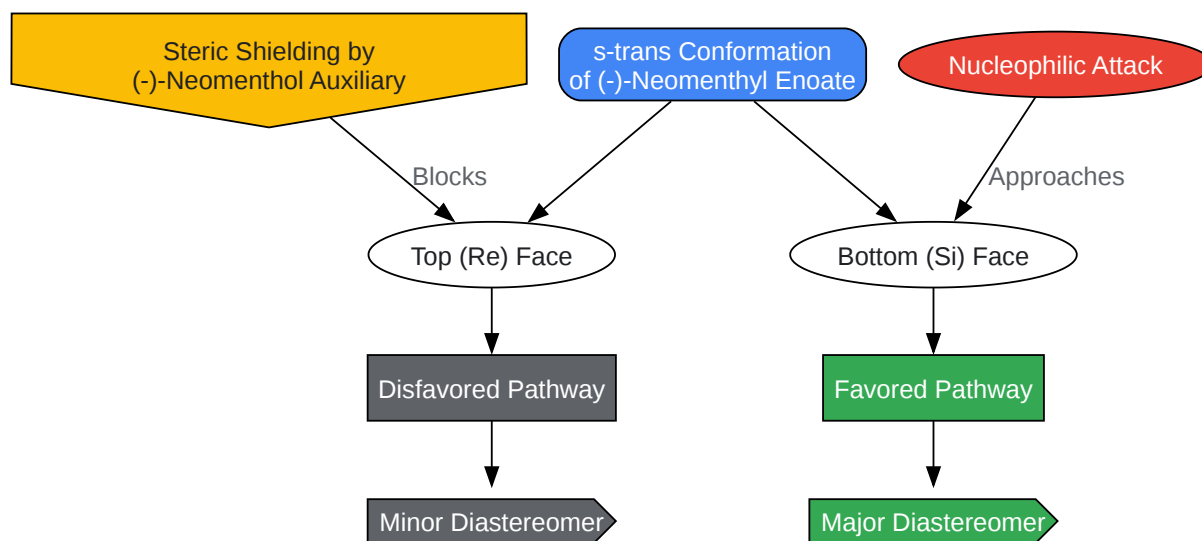 Steric Shielding by
(-)-Neomenthol Auxiliary
s-trans Conformation
of (-)-Neomenthyl Enoate
Nucleophilic Attack
Blocks
Approaches
Top (Re) Face
Bottom (Si) Face
Disfavored Pathway
Favored Pathway
Minor Diastereomer
Major Diastereomer